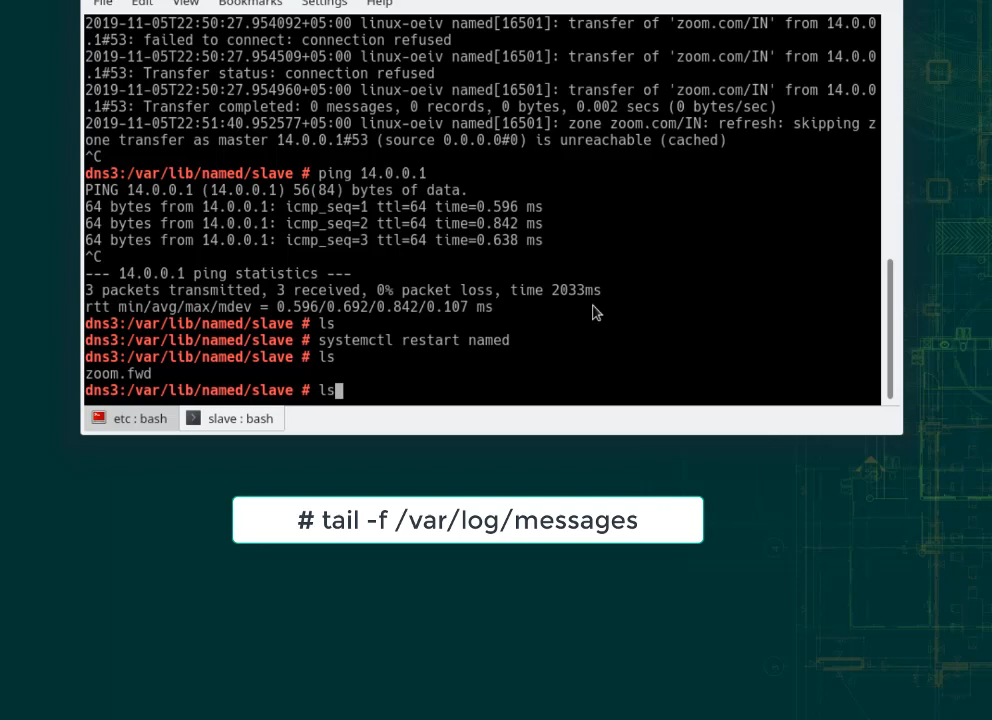 File Edit View Bookmarks Settings Help
2019-11-05T22:50:27.954092+05:00 linux-oeiv named[16501]: transfer of 'zoom.com/IN' from 14.0.0
.1#53: failed to connect: connection refused
2019-11-05T22:50:27.954509+05:00 linux-oeiv named[16501]: transfer of 'zoom.com/IN' from 14.0.0
.1#53: Transfer status: connection refused
2019-11-05T22:50:27.954960+05:00 linux-oeiv named[16501]: transfer of 'zoom.com/IN' from 14.0.0
.1#53: Transfer completed: 0 messages, 0 records, 0 bytes, 0.002 secs (0 bytes/sec)
2019-11-05T22:51:40.952577+05:00 linux-oeiv named[16501]: zone zoom.com/IN: refresh: skipping z
one transfer as master 14.0.0.1#53 (source 0.0.0.0#0) is unreachable (cached)
^C
dns3:/var/lib/named/slave # ping 14.0.0.1
PING 14.0.0.1 (14.0.0.1) 56(84) bytes of data.
64 bytes from 14.0.0.1: icmp_seq=1 ttl=64 time=0.596 ms
64 bytes from 14.0.0.1: icmp_seq=2 ttl=64 time=0.842 ms
64 bytes from 14.0.0.1: icmp_seq=3 ttl=64 time=0.638 ms
^C
--- 14.0.0.1 ping statistics ---
3 packets transmitted, 3 received, 0% packet loss, time 2033ms
rtt min/avg/max/mdev = 0.596/0.692/0.842/0.107 ms
dns3:/var/lib/named/slave # ls
dns3:/var/lib/named/slave # systemctl restart named
dns3:/var/lib/named/slave # ls
zoom.fwd
dns3:/var/lib/named/slave # ls
etc : bash slave : bash
# tail -f /var/log/messages